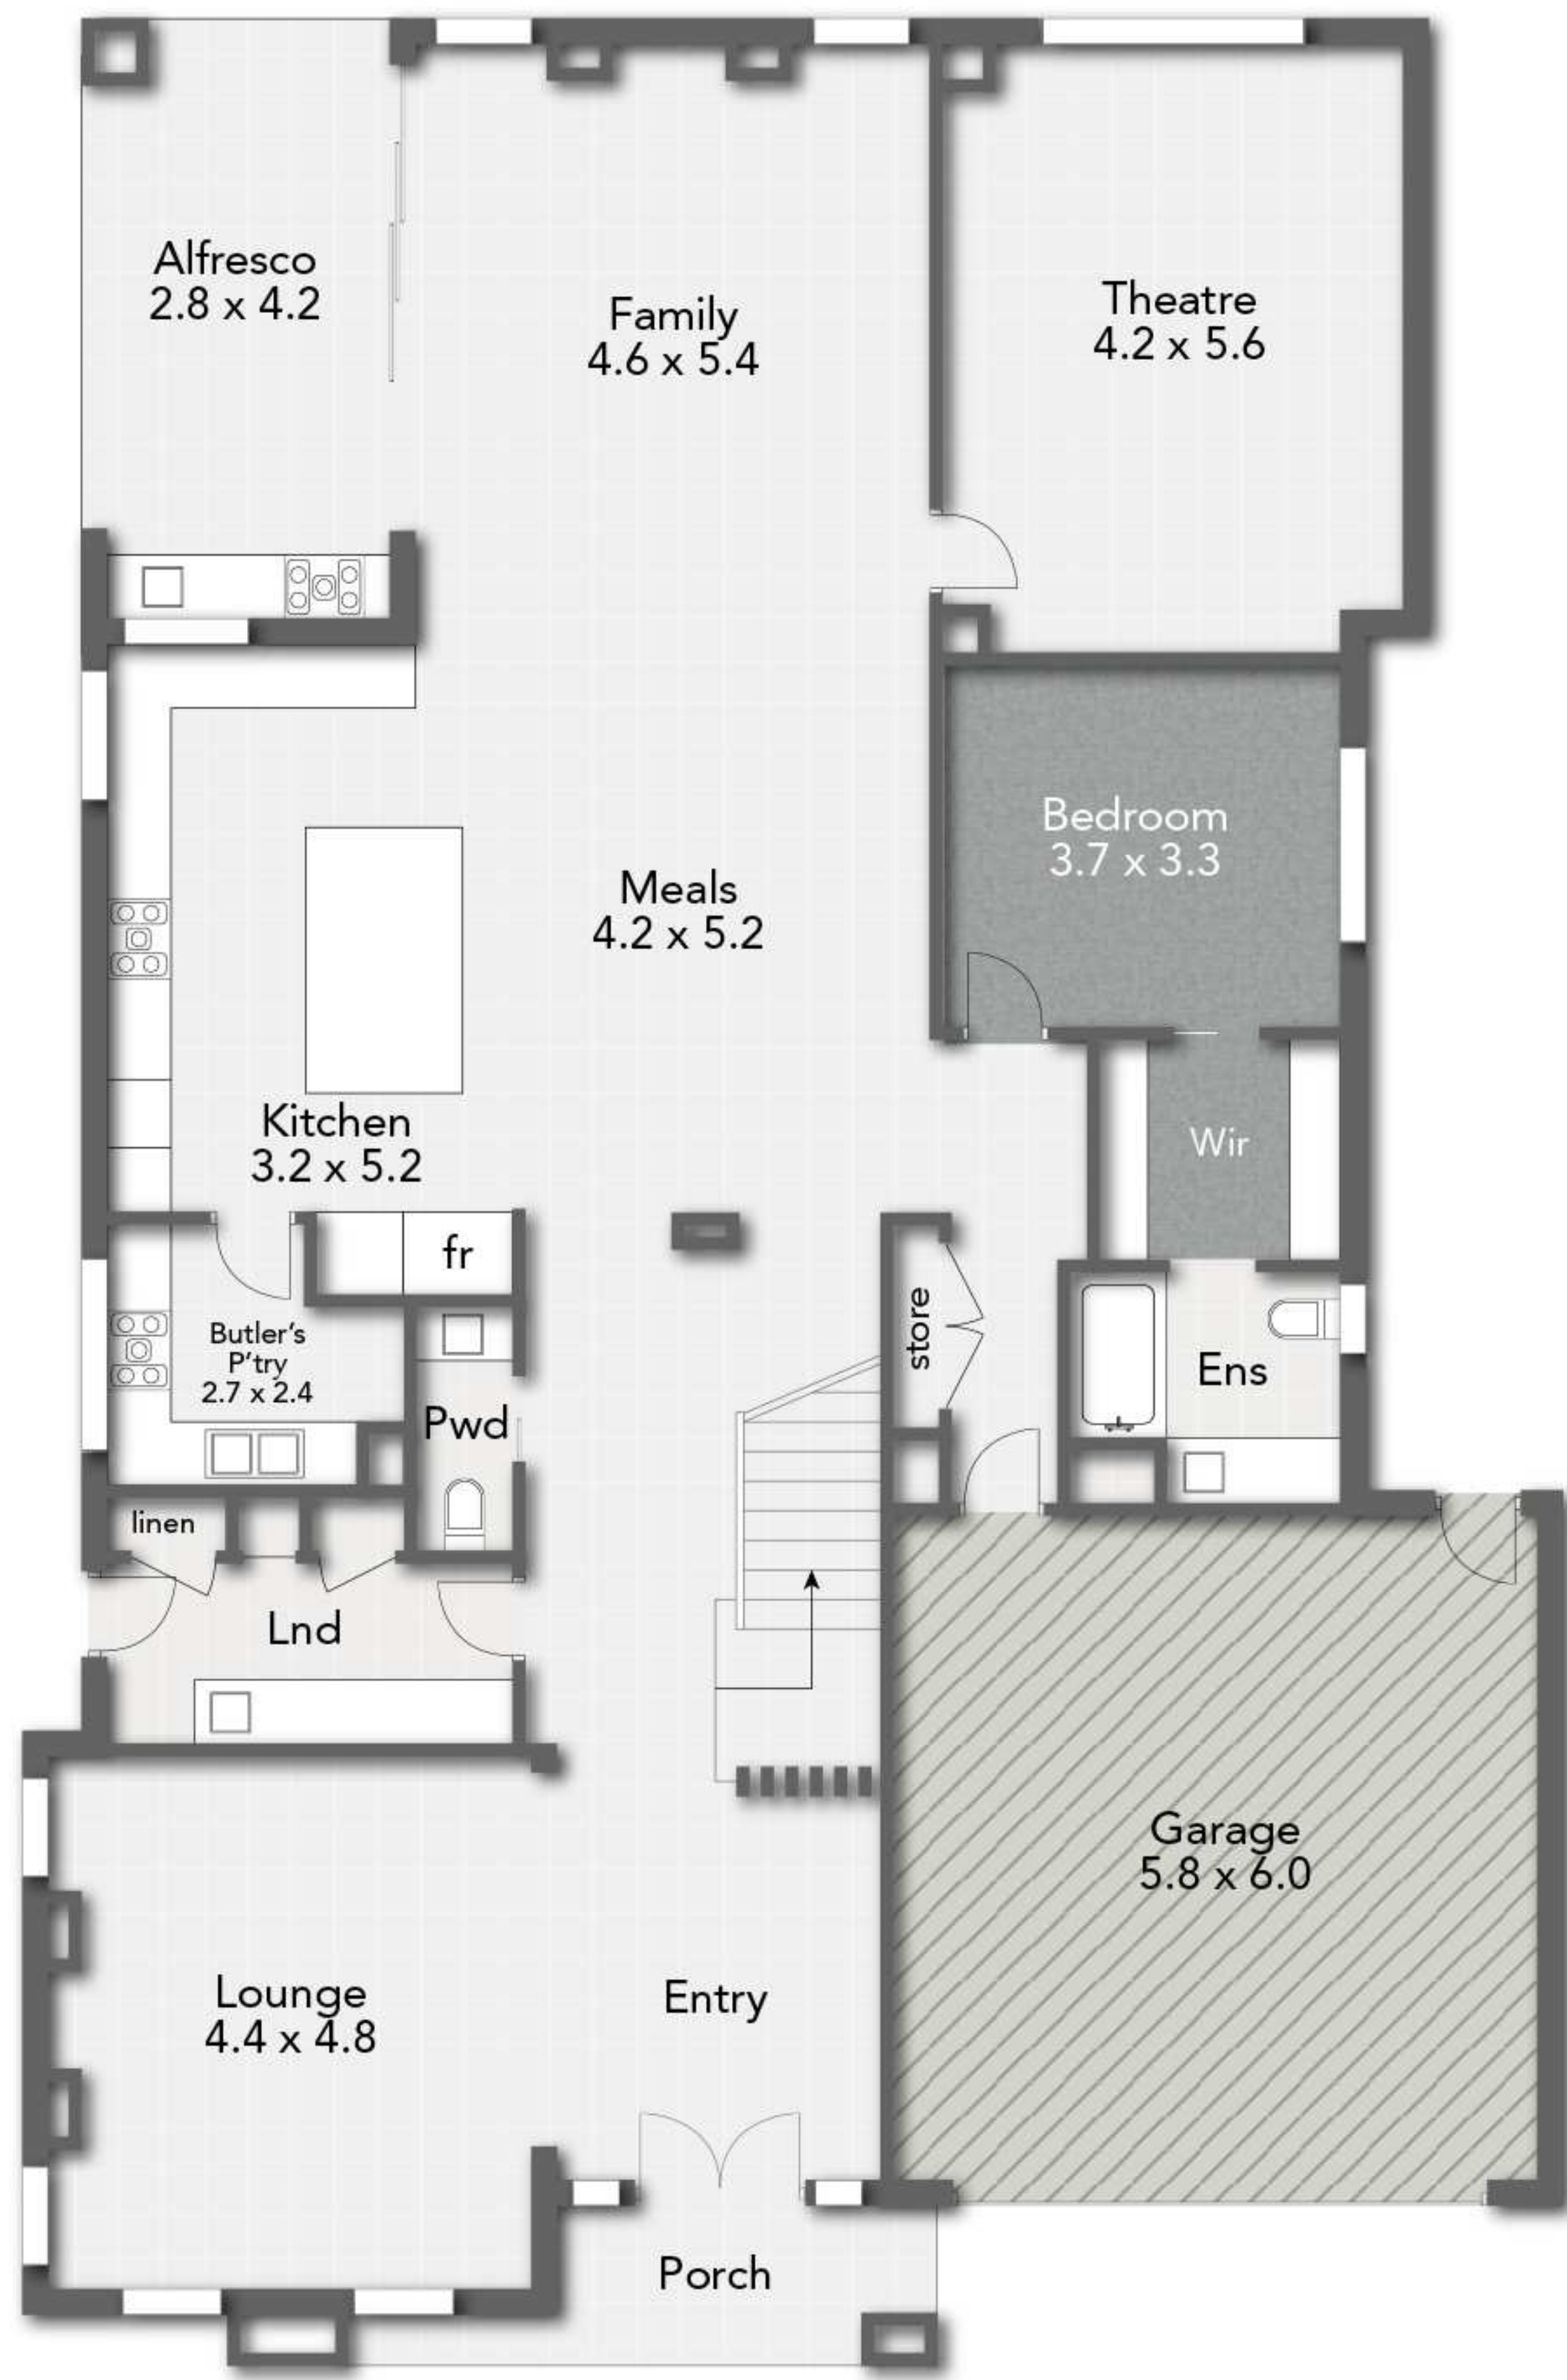 Alfresco
2.8 x 4.2
Family
4.6 x 5.4
Theatre
4.2 x 5.6
Bedroom
3.7 x 3.3
Meals
4.2 x 5.2
Kitchen
3.2 x 5.2
Wir
fr
store
Butler's
P'try
2.7 x 2.4
Pwd
Ens
linen
Lnd
Garage
5.8 x 6.0
Lounge
4.4 x 4.8
Entry
Porch